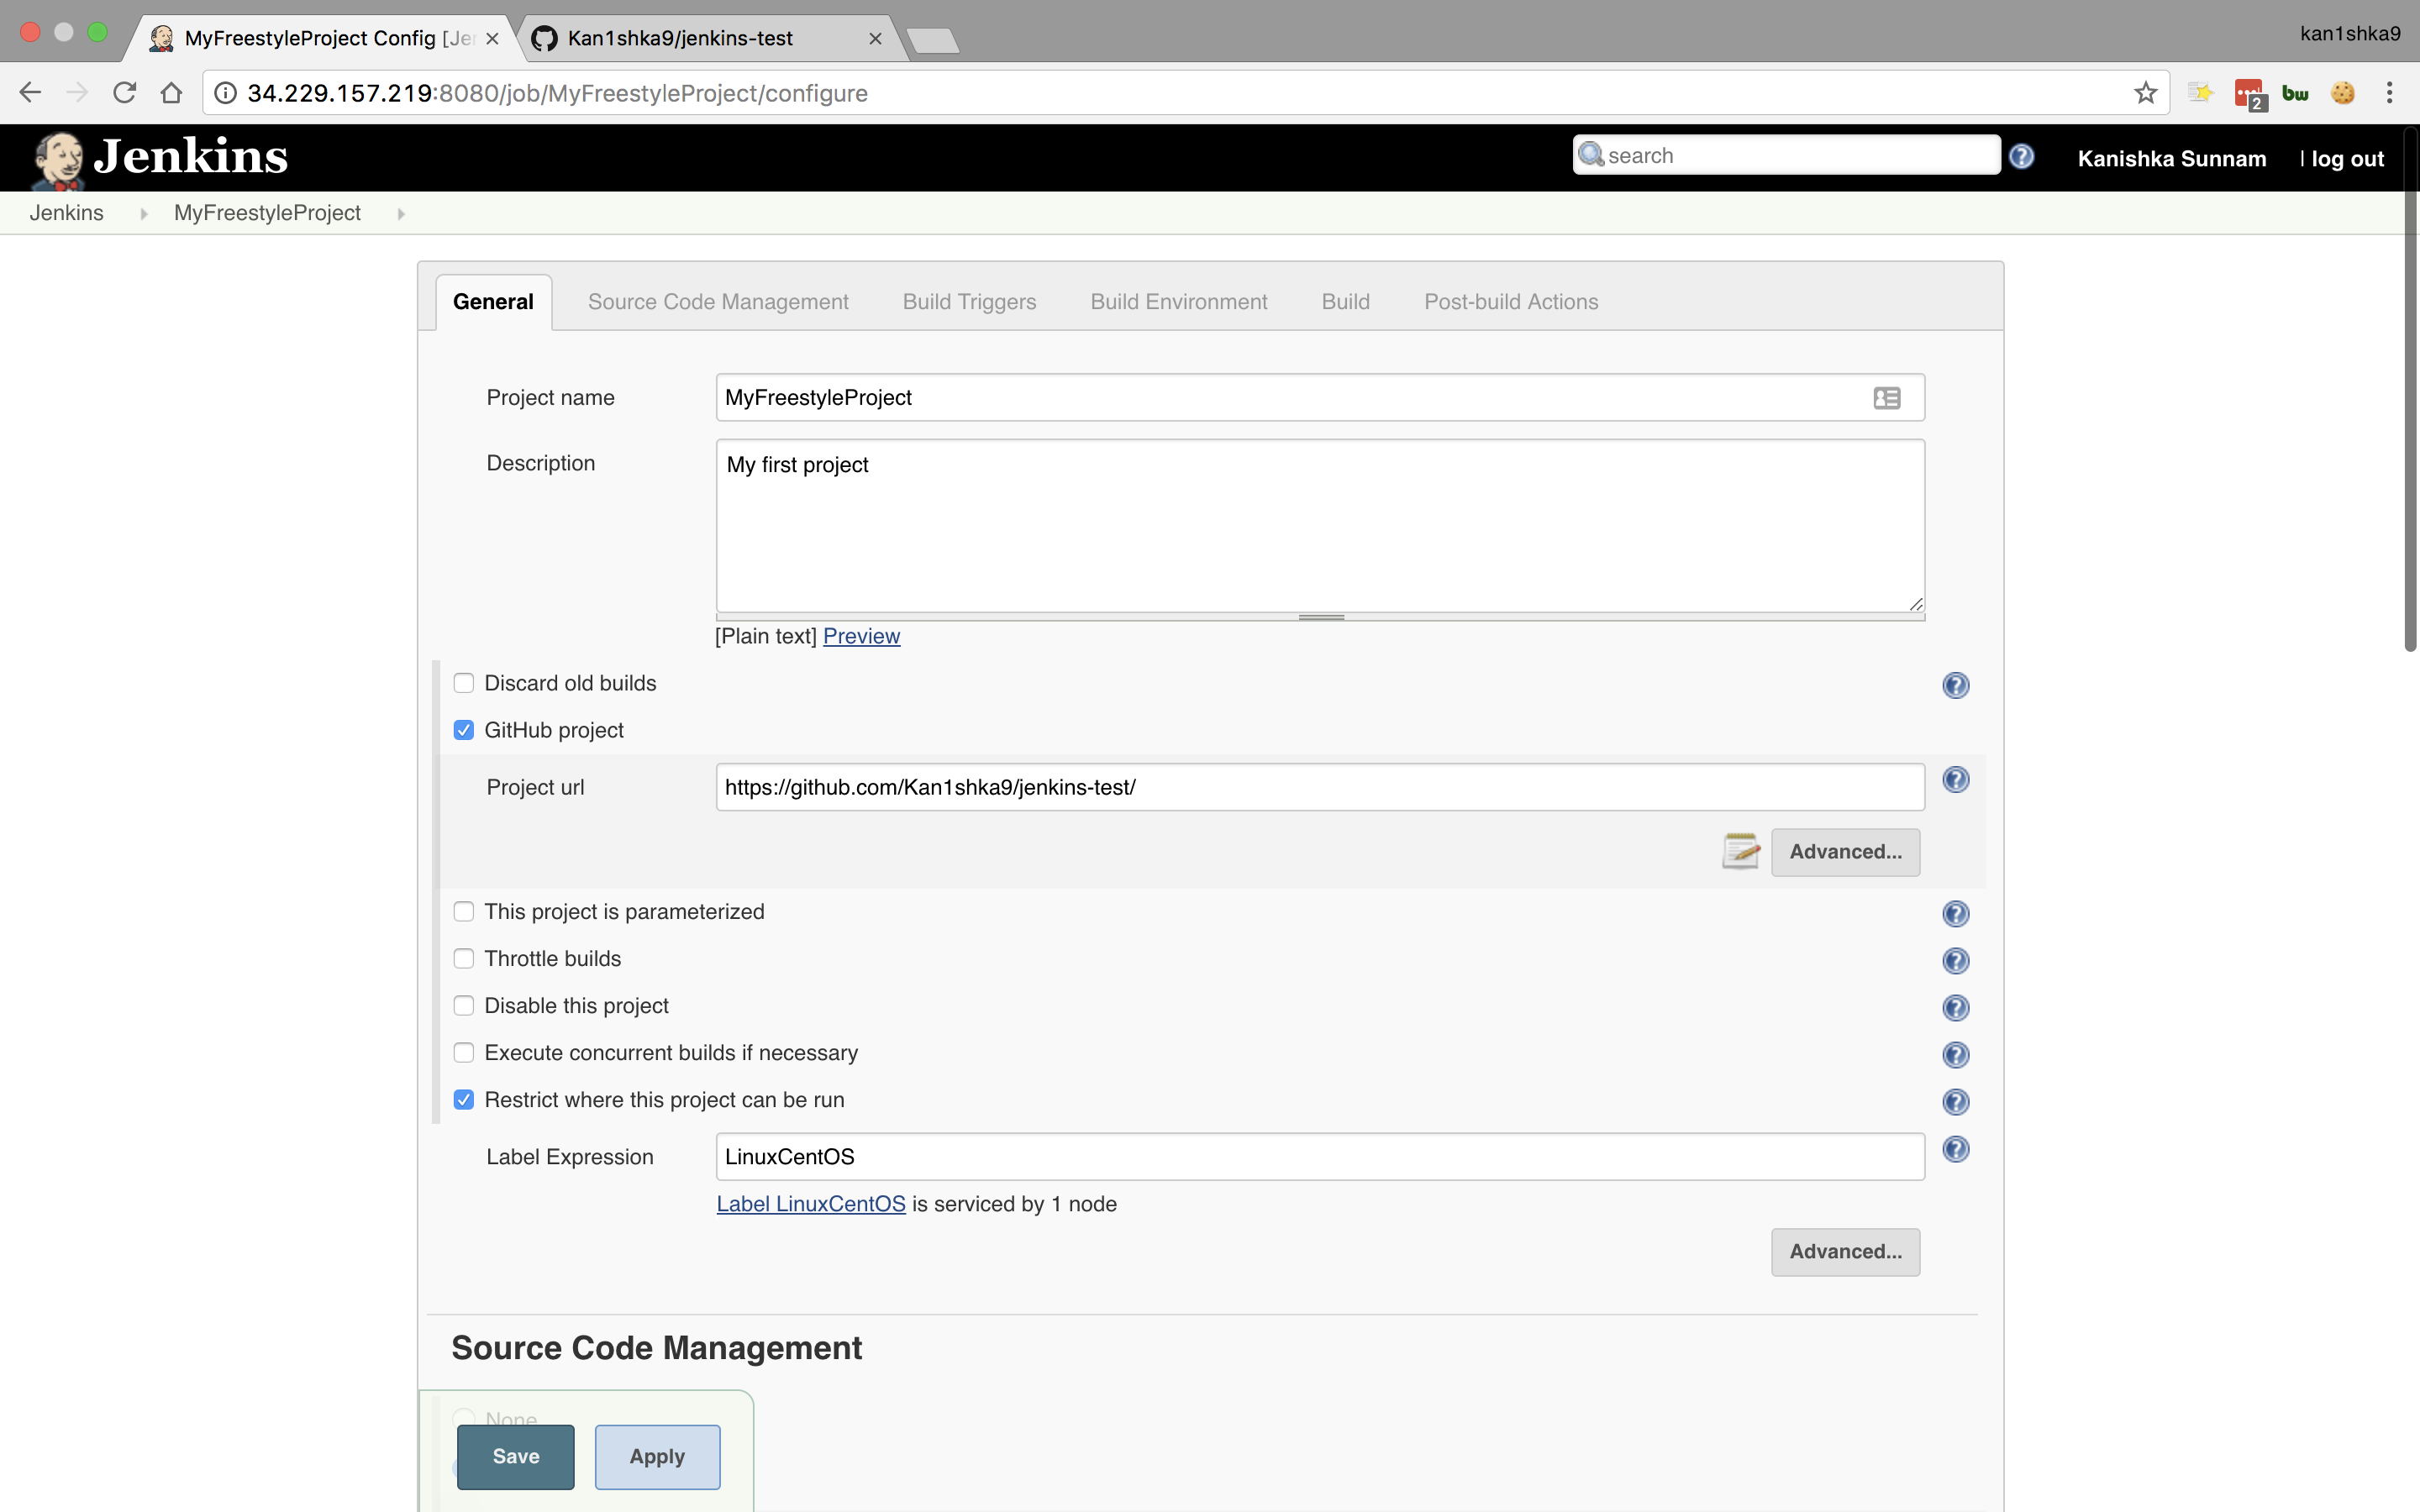 MyFreestyleProject Config [Jen
Kan1shka9/jenkins-test
kan1shka9
34.229.157.219:8080/job/MyFreestyleProject/configure
2
bw
Jenkins
search
Kanishka Sunnam
| log out
Jenkins
MyFreestyleProject
General
Source Code Management
Build Triggers
Build Environment
Build
Post-build Actions
Project name
MyFreestyleProject
Description
My first project
[Plain text] Preview
Discard old builds
GitHub project
Project url
https://github.com/Kan1shka9/jenkins-test/
Advanced...
This project is parameterized
Throttle builds
Disable this project
Execute concurrent builds if necessary
Restrict where this project can be run
Label Expression
LinuxCentOS
Label LinuxCentOS is serviced by 1 node
Advanced...
Source Code Management
None
Save
Apply